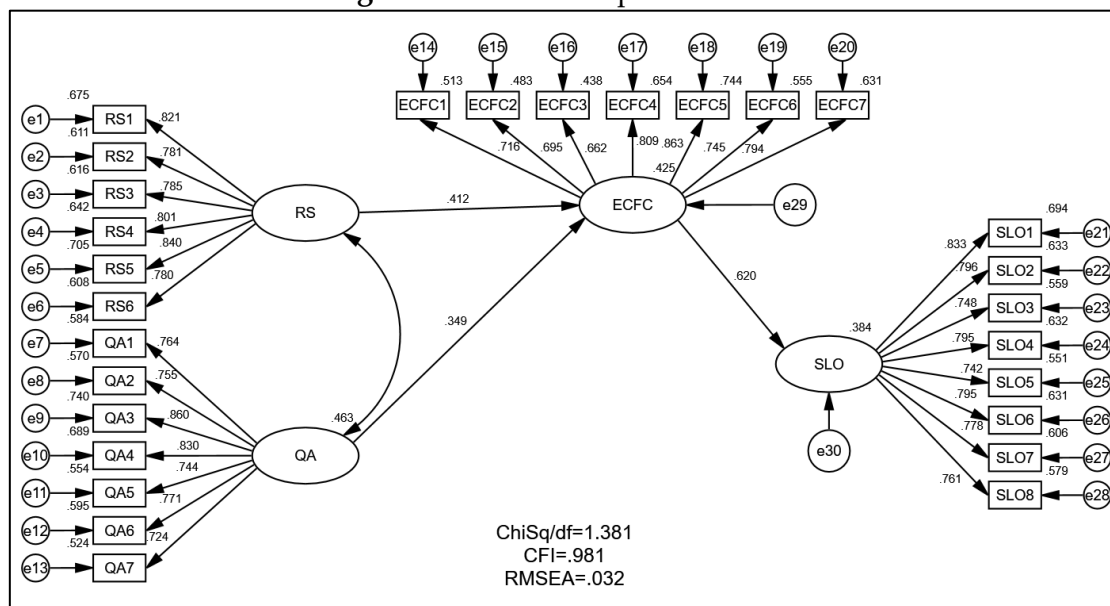 e14
e15
e16
e17
e18
e19
e20
.513
.483
.438
.654
.744
.555
.631
ECFC1
ECFC2
ECFC3
ECFC4
ECFC5
ECFC6
ECFC7
.716
.695
.662
.809
.863
.745
.794
.425
ECFC
e29
.675
e1
RS1
.821
.611
e2
RS2
.781
.616
e3
RS3
.785
.642
e4
RS4
.801
.705
e5
RS5
.840
.608
e6
RS6
.780
RS
.412
.584
e7
QA1
.764
.570
e8
QA2
.755
.740
e9
QA3
.860
.689
e10
QA4
.830
.554
e11
QA5
.744
.595
e12
QA6
.771
.524
e13
QA7
.724
.463
QA
.349
.620
.384
SLO
e30
.694
.833
SLO1
e21
.633
.796
SLO2
e22
.559
.748
SLO3
e23
.632
.795
SLO4
e24
.551
.742
SLO5
e25
.631
.795
SLO6
e26
.606
.778
SLO7
e27
.579
.761
SLO8
e28
ChiSq/df=1.381
CFI=.981
RMSEA=.032